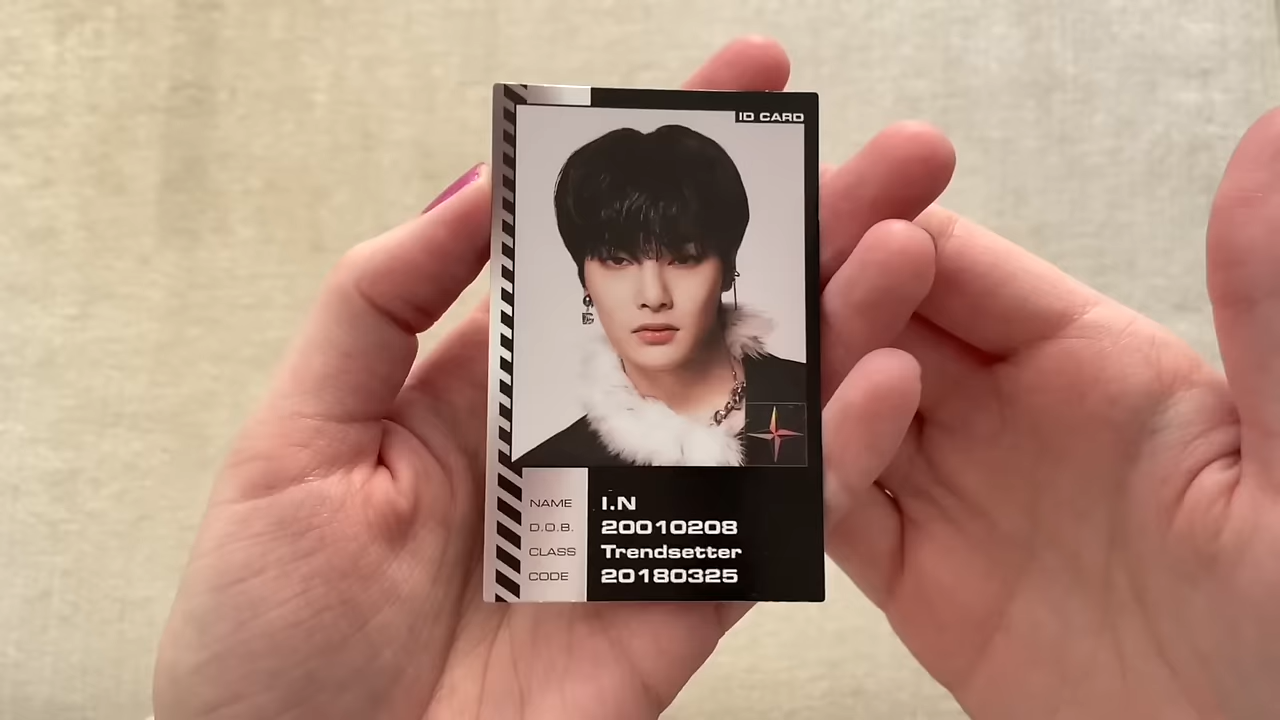 ID CARD
NAME I.N
D.O.B. 20010208
CLASS Trendsetter
CODE 20180325